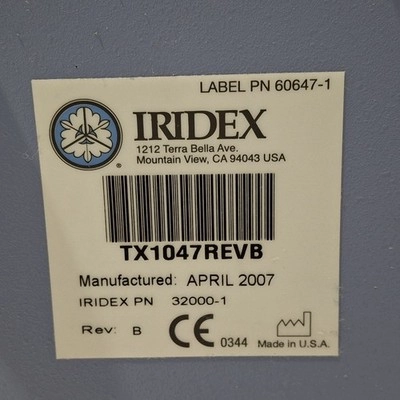 LABEL PN 60647-1
IRIDEX
1212 Terra Bella Ave.
Mountain View, CA 94043 USA
TX1047REVB
Manufactured: APRIL 2007
IRIDEX PN 32000-1
Rev: B CE 0344 Made in U.S.A.